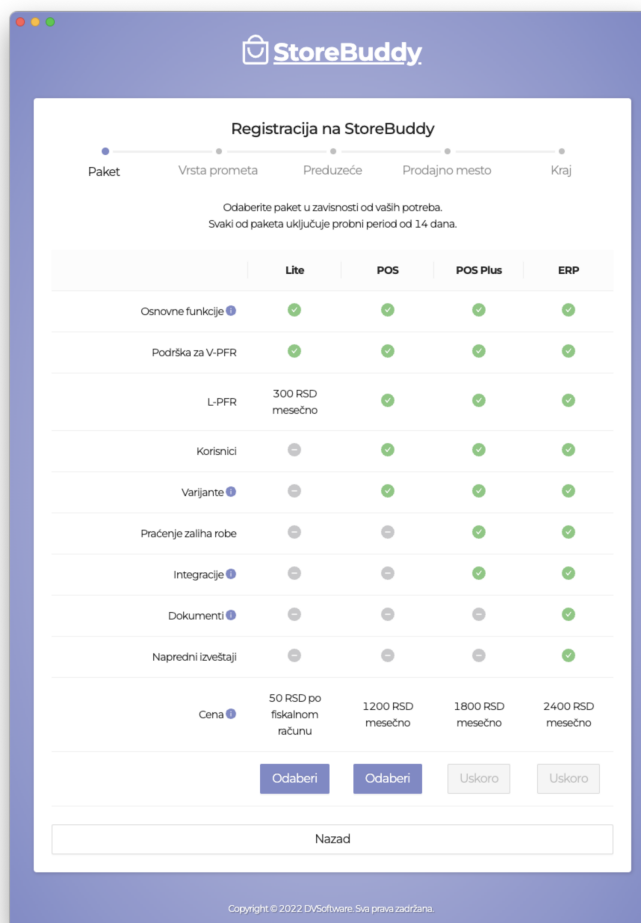 StoreBuddy
Registracija na StoreBuddy
Paket Vrsta prometa Preduzeće Prodajno mesto Kraj
Odaberite paket u zavisnosti od vaših potreba.
Svaki od paketa uključuje probni period od 14 dana.
Lite POS POS Plus ERP
Osnovne funkcije
Podrška za V-PFR
L-PFR 300 RSD
mesečno
Korisnici
Varijante
Praćenje zaliha robe
Integracije
Dokumenti
Napredni izveštaji
Cena
50 RSD po
fiskalnom
računu
1200 RSD
mesečno
1800 RSD
mesečno
2400 RSD
mesečno
Odaberi Odaberi Uskoro Uskoro
Nazad
Copyright © 2022 DVSoftware. Sva prava zadržana.